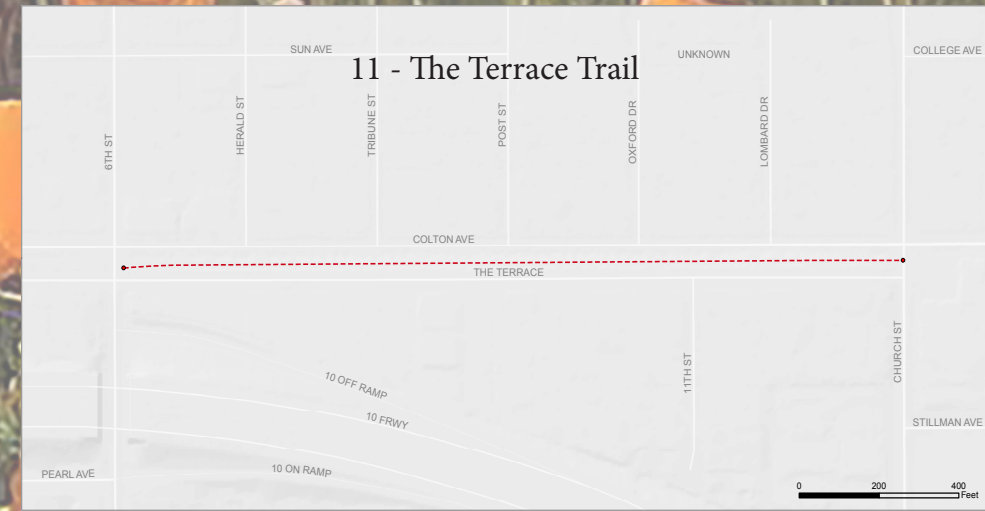 SUN AVE
UNKNOWN
COLLEGE AVE
11 - The Terrace Trail
6TH ST
HERALD ST
TRIBUNE ST
POST ST
OXFORD DR
LOMBARD DR
COLTON AVE
THE TERRACE
10 OFF RAMP
10 FRWY
11TH ST
CHURCH ST
STILLMAN AVE
PEARL AVE
10 ON RAMP
0 200 400
Feet